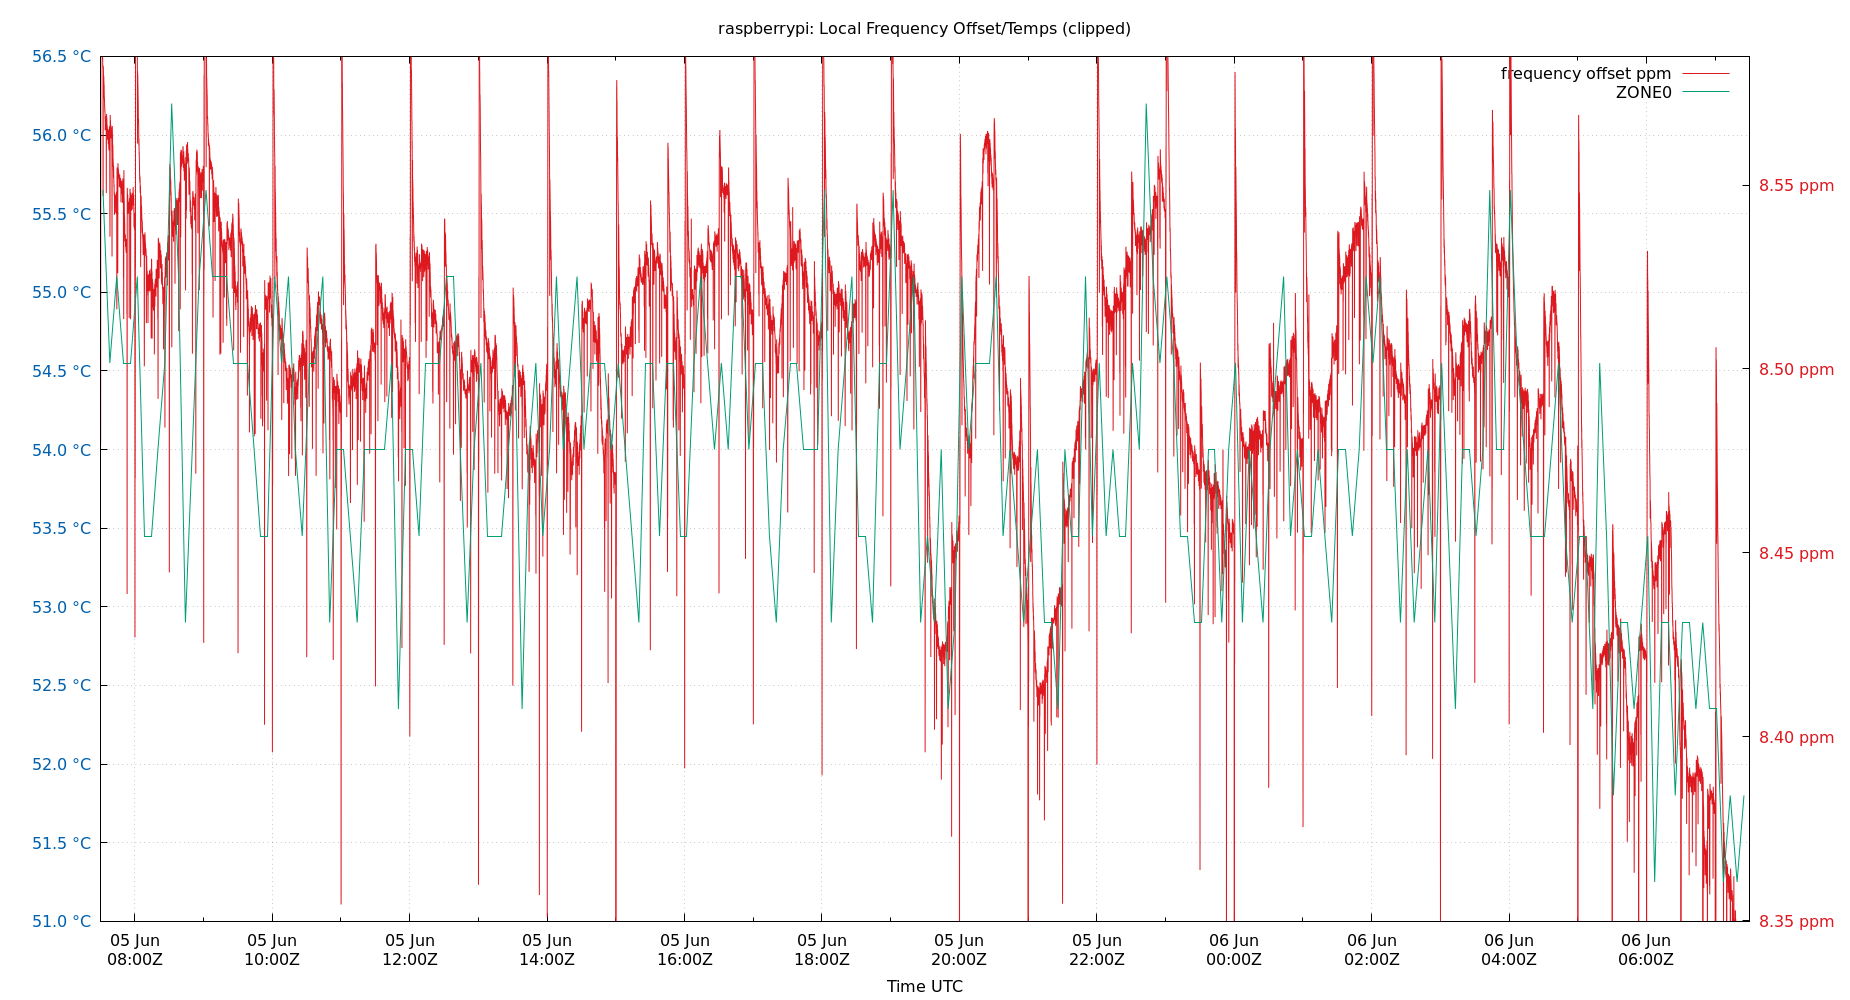 raspberrypi: Local Frequency Offset/Temps (clipped)
frequency offset ppm
ZONE0
56.5 °C
56.0 °C
55.5 °C
55.0 °C
54.5 °C
54.0 °C
53.5 °C
53.0 °C
52.5 °C
52.0 °C
51.5 °C
51.0 °C
8.55 ppm
8.50 ppm
8.45 ppm
8.40 ppm
8.35 ppm
05 Jun 05 Jun 05 Jun 05 Jun 05 Jun 05 Jun 05 Jun 05 Jun 06 Jun 06 Jun 06 Jun 06 Jun
08:00Z 10:00Z 12:00Z 14:00Z 16:00Z 18:00Z 20:00Z 22:00Z 00:00Z 02:00Z 04:00Z 06:00Z
Time UTC